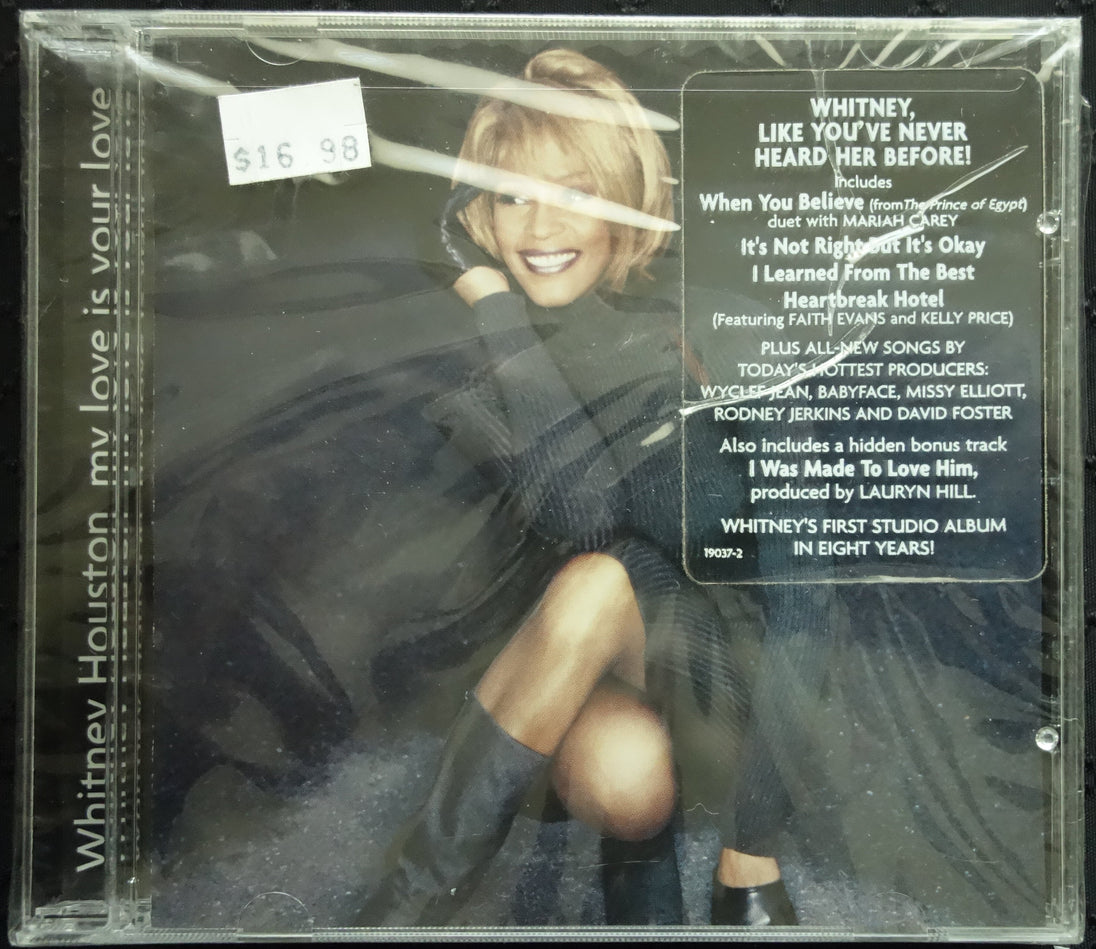 Whitney Houston my love is your love
$16 98
WHITNEY,
LIKE YOU'VE NEVER
HEARD HER BEFORE!
Includes
When You Believe (from The Prince of Egypt)
duet with MARIAH CAREY
It's Not Right But It's Okay
I Learned From The Best
Heartbreak Hotel
(Featuring FAITH EVANS and KELLY PRICE)
PLUS ALL-NEW SONGS BY
TODAY'S HOTTEST PRODUCERS:
WYCLEF JEAN, BABYFACE, MISSY ELLIOTT,
RODNEY JERKINS AND DAVID FOSTER
Also includes a hidden bonus track
I Was Made To Love Him,
produced by LAURYN HILL.
WHITNEY'S FIRST STUDIO ALBUM
IN EIGHT YEARS!
19037-2